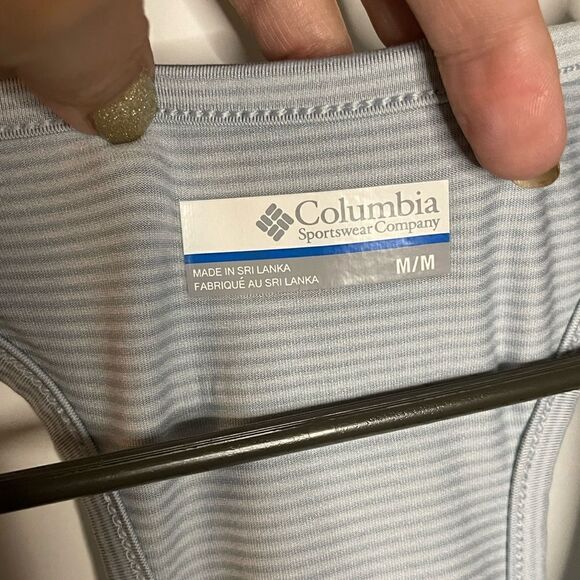 Columbia
Sportswear Company
MADE IN SRI LANKA
FABRIQUÉ AU SRI LANKA
M/M